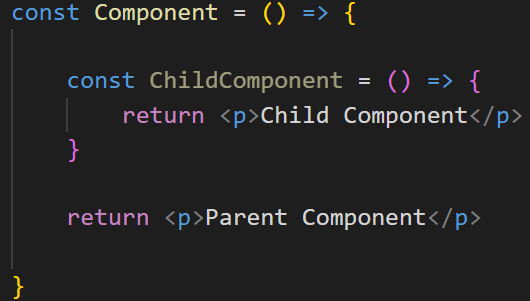 const Component = () => {
const ChildComponent = () => {
return <p>Child Component</p>
}
return <p>Parent Component</p>
}